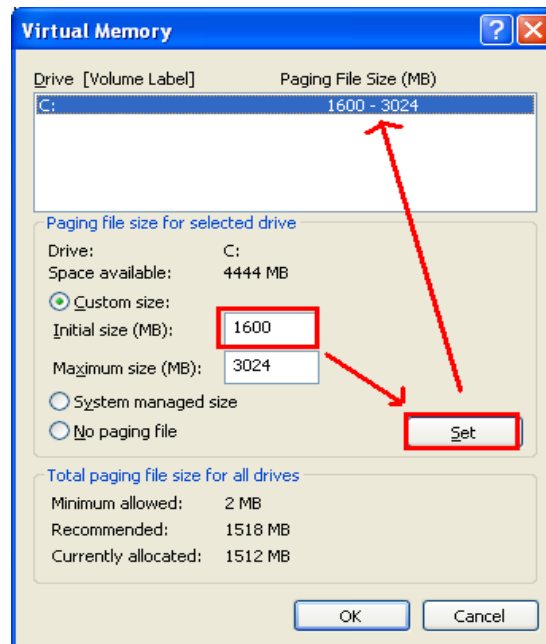 Virtual Memory
Drive [Volume Label] Paging File Size (MB)
C: 1600 - 3024
Paging file size for selected drive
Drive: C:
Space available: 4444 MB
Custom size:
Initial size (MB): 1600
Maximum size (MB): 3024
System managed size
No paging file
Set
Total paging file size for all drives
Minimum allowed: 2 MB
Recommended: 1518 MB
Currently allocated: 1512 MB
OK Cancel